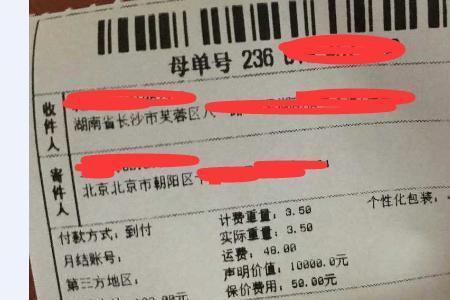 母单号 236
收件人
湖南省长沙市芙蓉区八
寄件人
北京北京市朝阳区
付款方式：到付
月结账号：
第三方地区：
计费重量：3.50
实际重量：3.50
运费：48.00
声明价值：10000.0元
保价费用：50.00元
个性化包装：